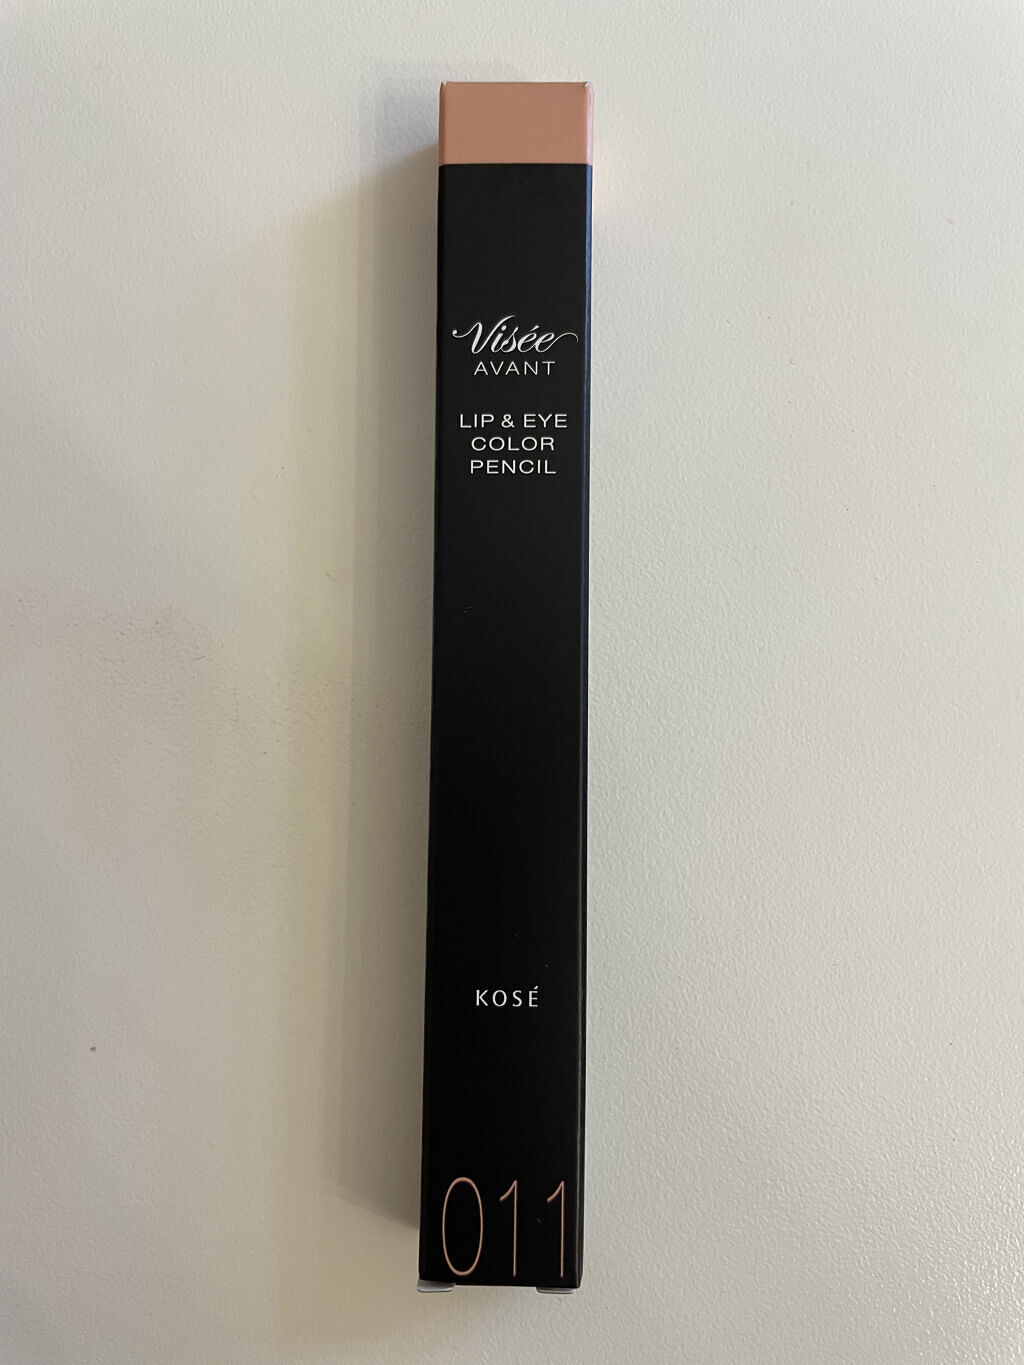 Visée
AVANT
LIP & EYE
COLOR
PENCIL
KOSÉ
011